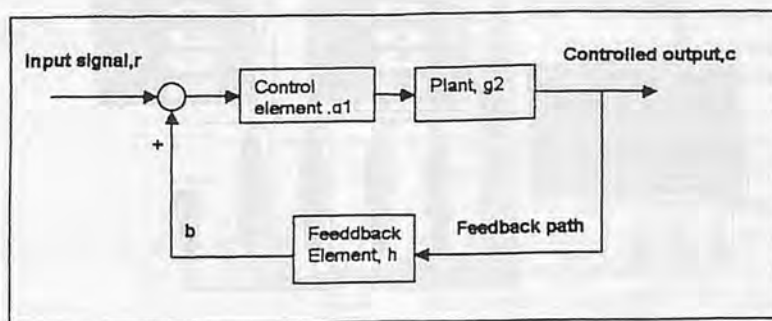 Input signal,r
Controlled output,c
Control
element .g1
Plant, g2
+
b
Feeddback
Element, h
Feedback path